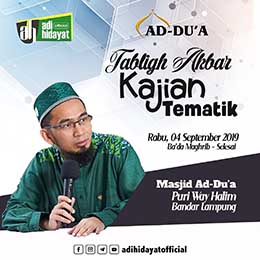 adi
hidayat
official
AD-DU'A
Tabligh Akbar
Kajian
Tematik
Rabu, 04 September 2019
Ba'da Maghrib - Selesai
Masjid Ad-Du'a
Puri Way Halim
Bandar Lampung
adihidayatofficial